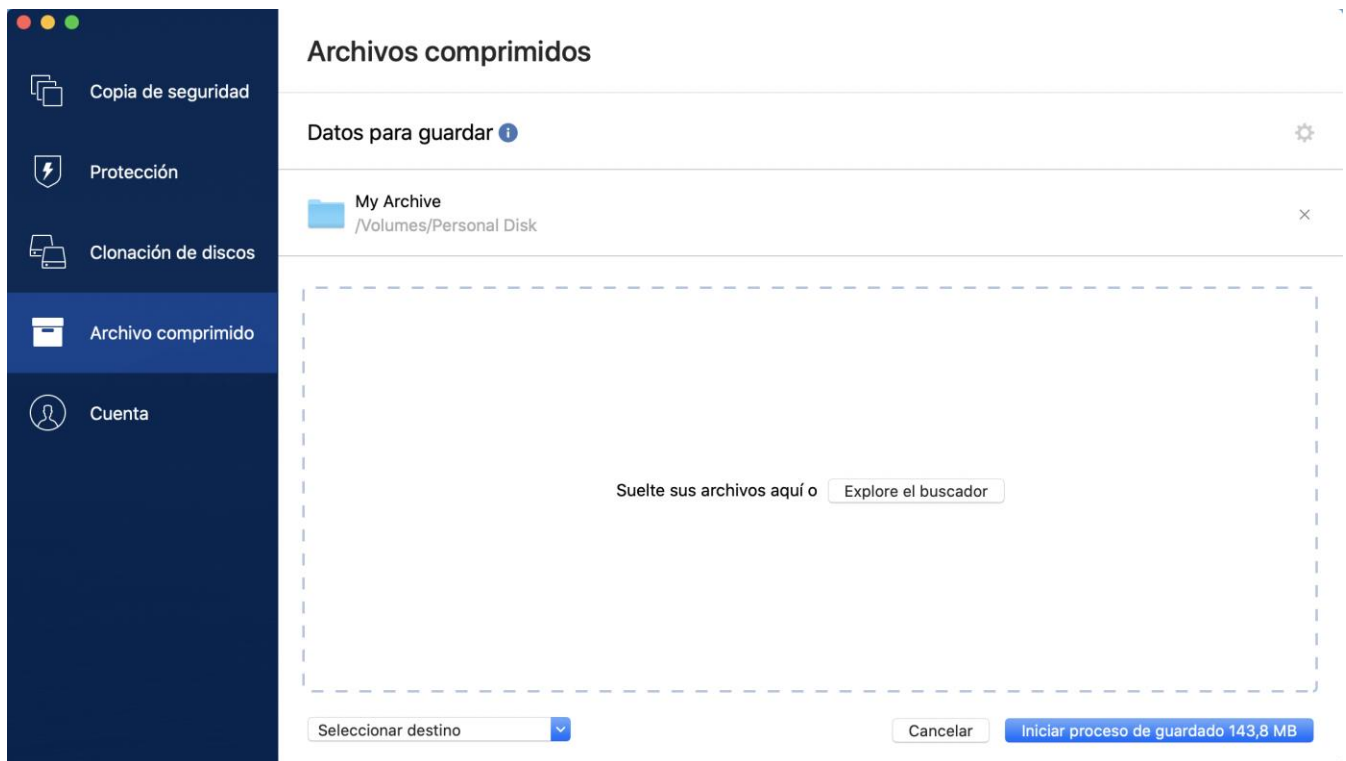 Archivos comprimidos
Copia de seguridad
Datos para guardar
Protección
My Archive
/Volumes/Personal Disk
Clonación de discos
Archivo comprimido
Cuenta
Suelte sus archivos aquí o Explore el buscador
Seleccionar destino
Cancelar
Iniciar proceso de guardado 143,8 MB